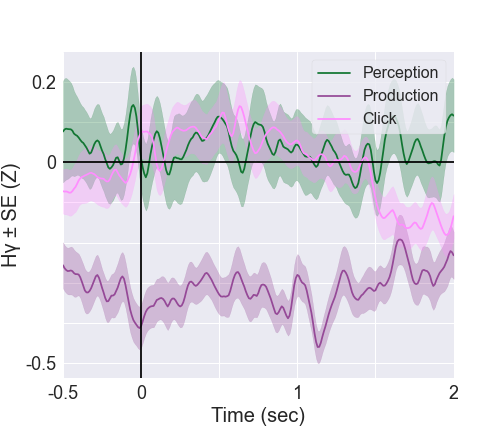 Perception
Production
Click
0.2
0
-0.5
Hγ ± SE (Z)
-0.5 0 1 2
Time (sec)